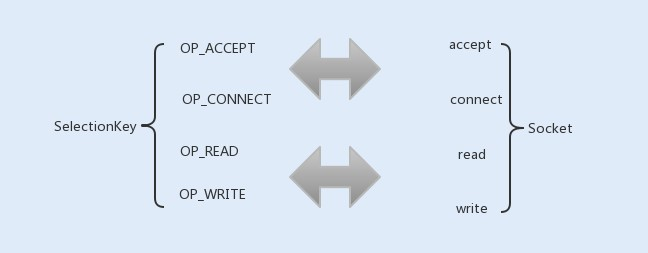 OP_ACCEPT
accept
OP_CONNECT
connect
SelectionKey
Socket
OP_READ
read
OP_WRITE
write